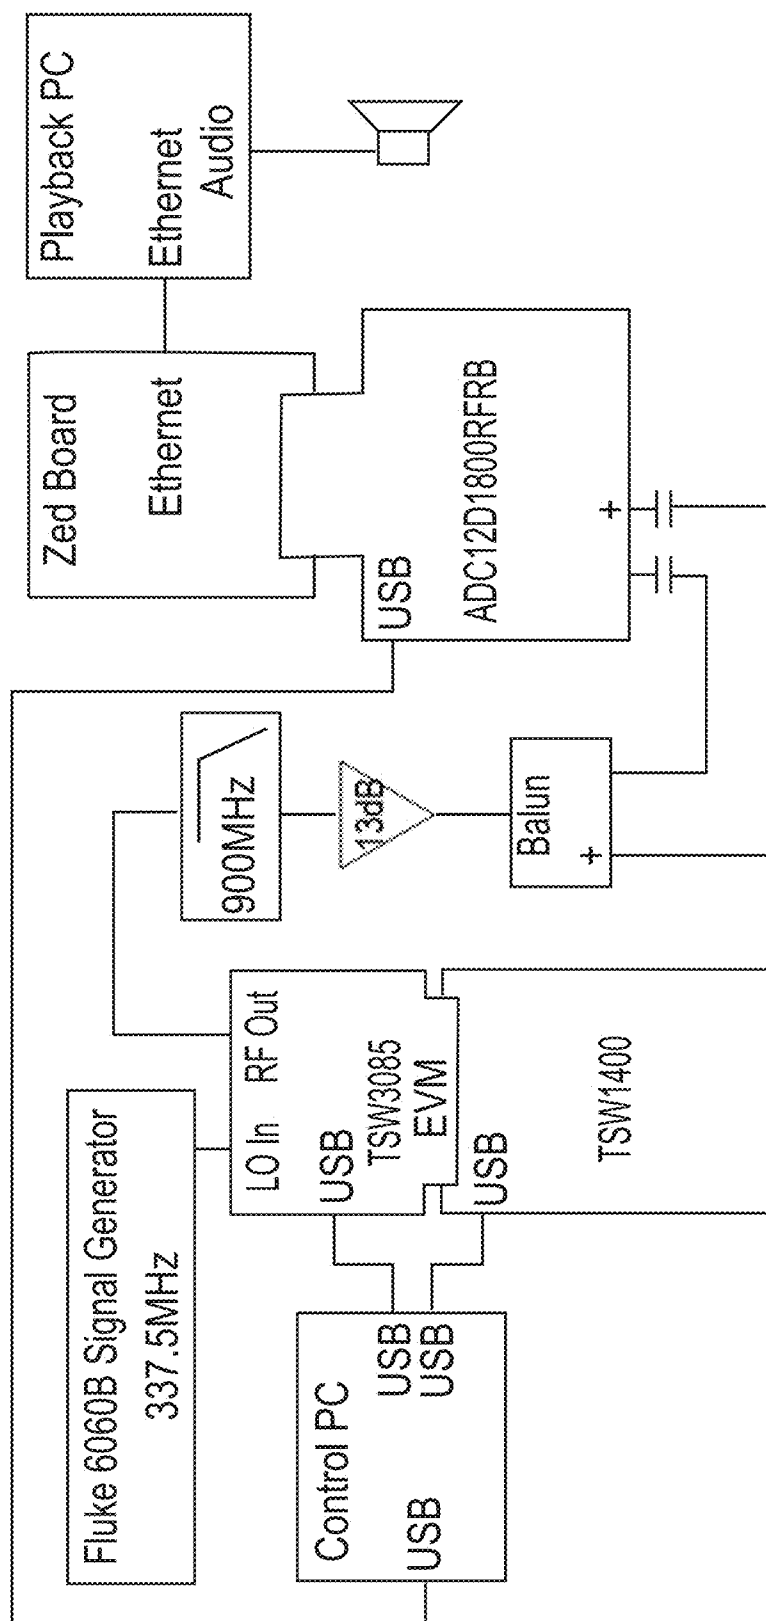 Fluke 6060B Signal Generator
337.5MHz
Control PC
USB
USB
USB
LO In
RF Out
USB
TSW3085
EVM
USB
TSW1400
900MHz
13dB
Balun
+
Zed Board
Ethernet
USB
ADC12D1800RFRB
+
Playback PC
Ethernet
Audio